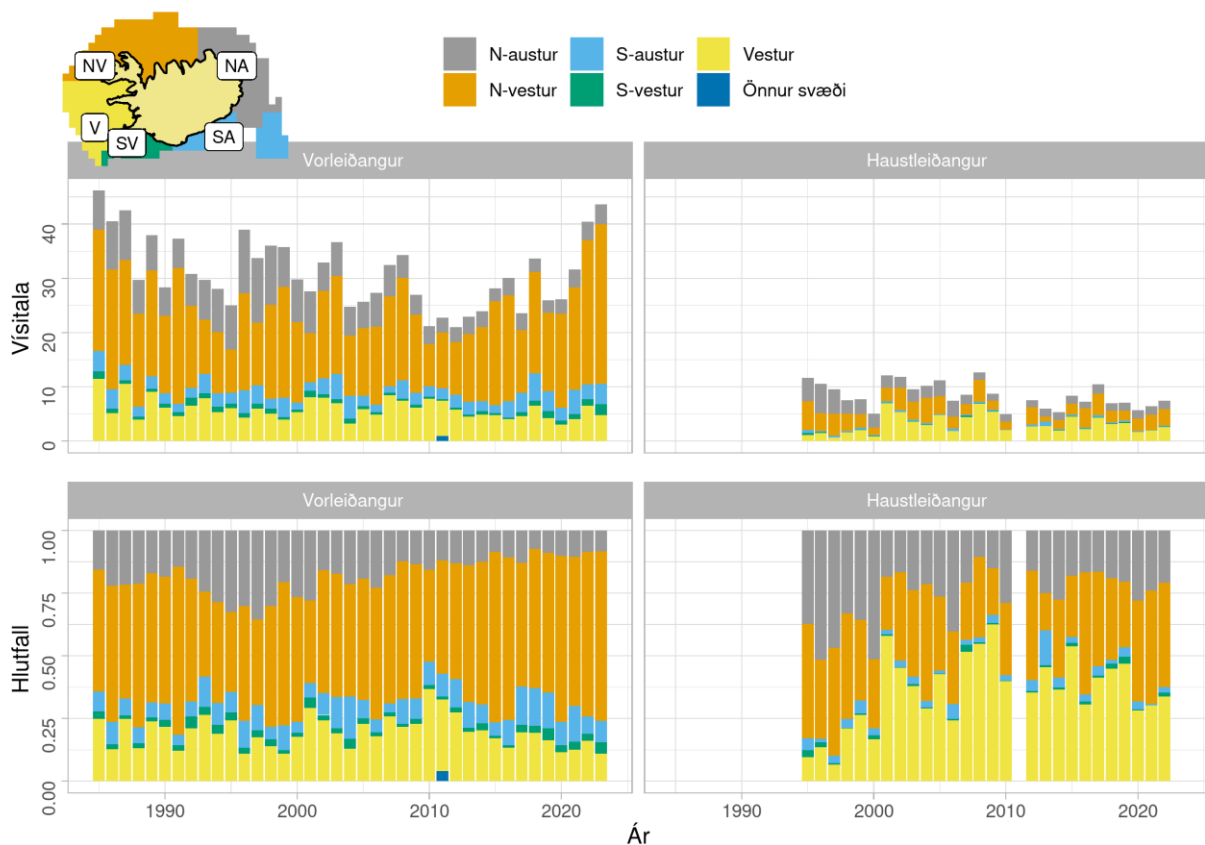 NV
NA
V
SV
SA
N-austur
S-austur
Vestur
N-vestur
S-vestur
Önnur svæði
Vorleiðangur
Haustleiðangur
Vísitala
40
30
20
10
0
Vorleiðangur
Haustleiðangur
Hlutfall
1.00
0.75
0.50
0.25
0.00
1990
2000
2010
2020
1990
2000
2010
2020
Ár